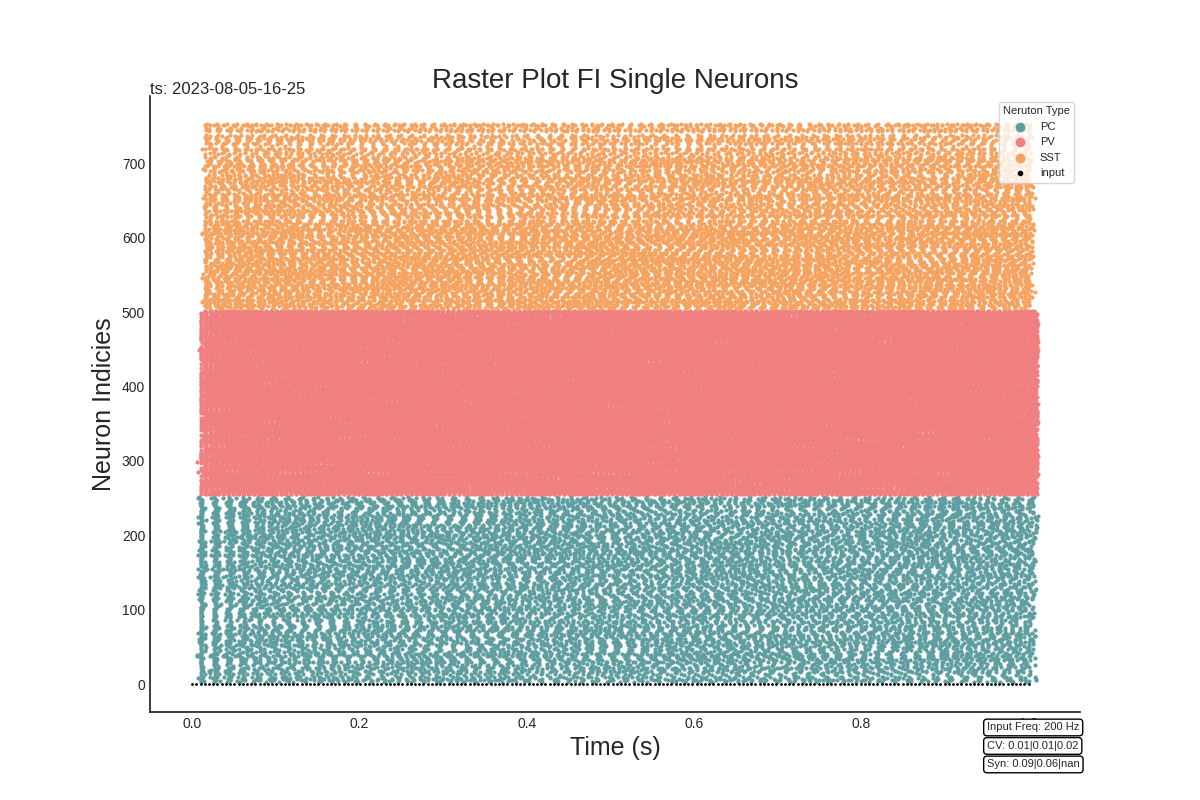 Raster Plot FI Single Neurons
ts: 2023-08-05-16-25
Neruton Type
PC
PV
SST
input
Neuron Indicies
700
600
500
400
300
200
100
0
0.0 0.2 0.4 0.6 0.8
Time (s)
Input Freq: 200 Hz
CV: 0.01|0.01|0.02
Syn: 0.09|0.06|nan